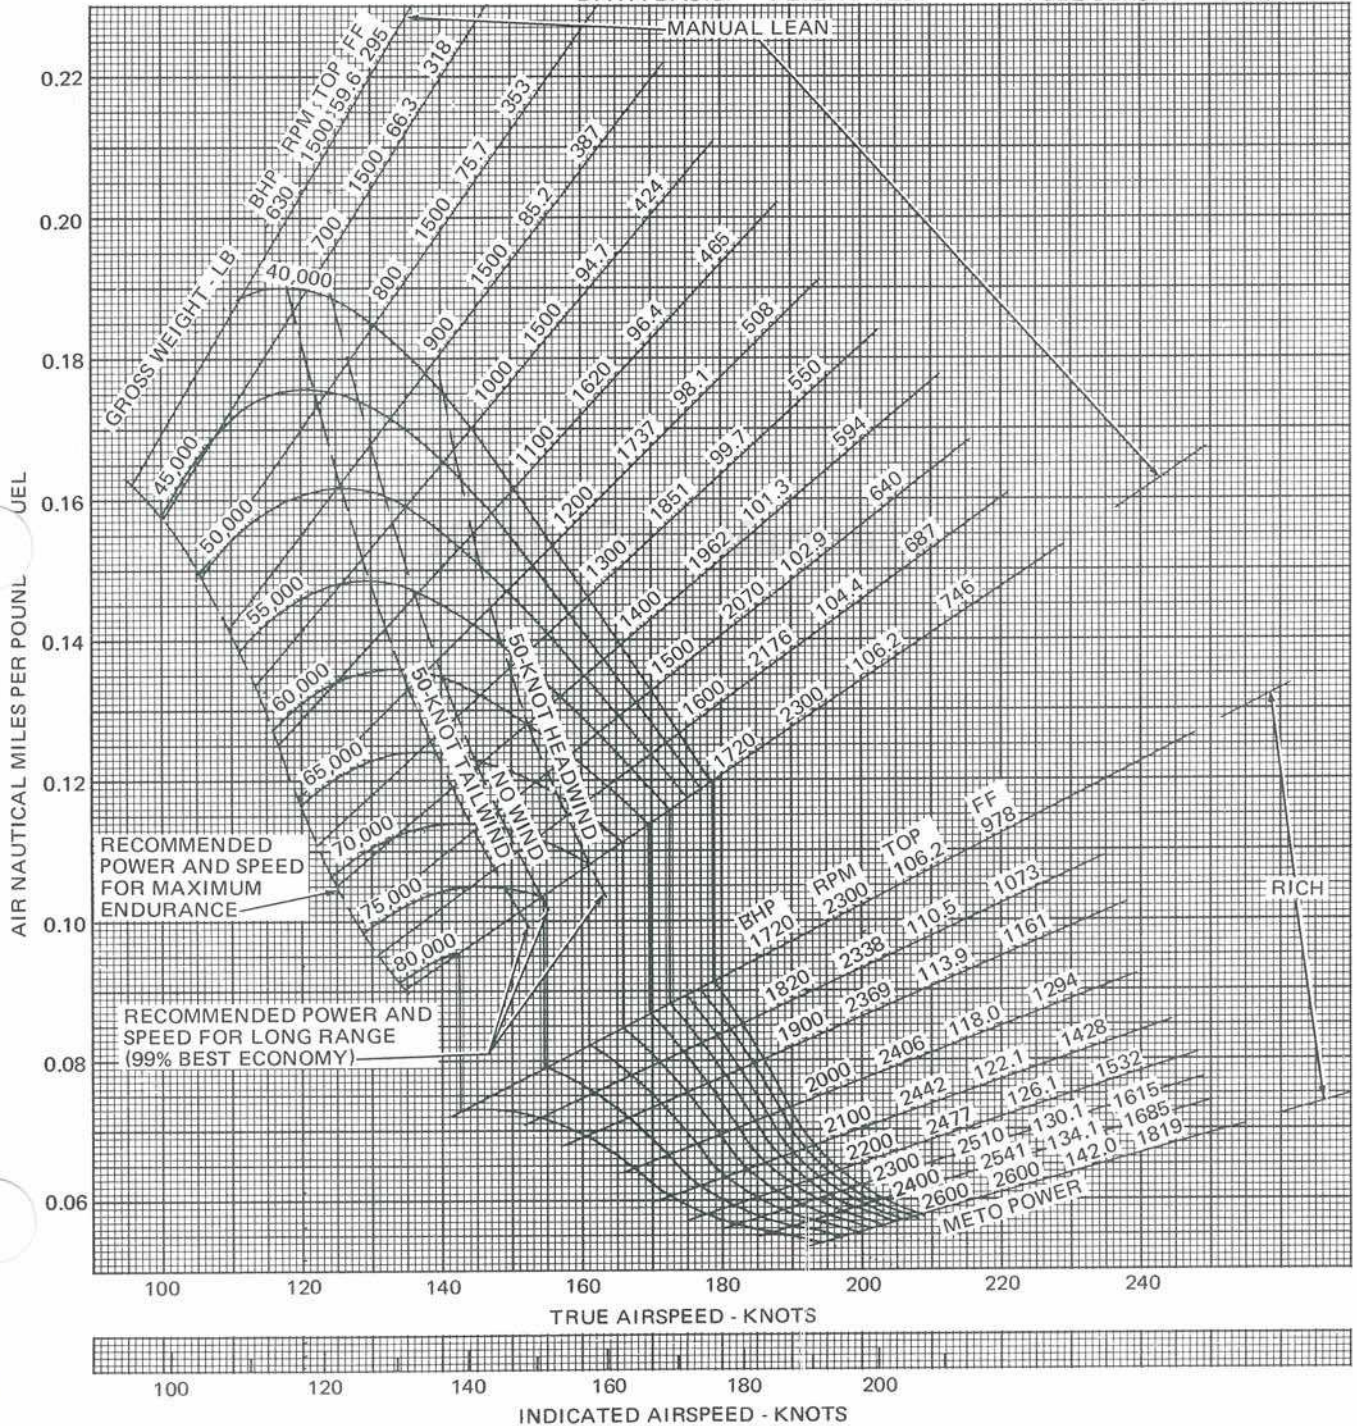 MANUAL LEAN
0.22
0.20
0.18
0.16
0.14
0.12
0.10
0.08
0.06
AIR NAUTICAL MILES PER
GROSS WEIGHT - LB
40,000
45,000
50,000
55,000
60,000
65,000
70,000
75,000
80,000
BHP RPM TOP FF
630 1500 59.6 295
700 1500 66.3 318
800 1500 75.7 353
900 1500 85.2 387
1000 1500 94.7 424
1100 1620 96.4 465
1200 1737 98.1 508
1300 1851 99.7 550
1400 1962 101.3 594
1500 2070 102.9 640
1600 2176 104.4 687
1720 2300 106.2 746
50-KNOT TAILWIND
NO WIND
50-KNOT HEADWIND
RECOMMENDED
POWER AND SPEED
FOR MAXIMUM
ENDURANCE
RECOMMENDED POWER AND
SPEED FOR LONG RANGE
(99% BEST ECONOMY)
BHP RPM TOP FF
1720 2300 106.2 978
1820 2338 110.5 1073
1900 2369 113.9 1161
2000 2406 118.0 1294
2100 2442 122.1 1428
2200 2477 126.1 1532
2300 2510 130.1 1615
2400 2541 134.1 1685
2600 2600 142.0 1819
METO POWER
RICH
100 120 140 160 180 200 220 240
TRUE AIRSPEED - KNOTS
100 120 140 160 180 200
INDICATED AIRSPEED - KNOTS